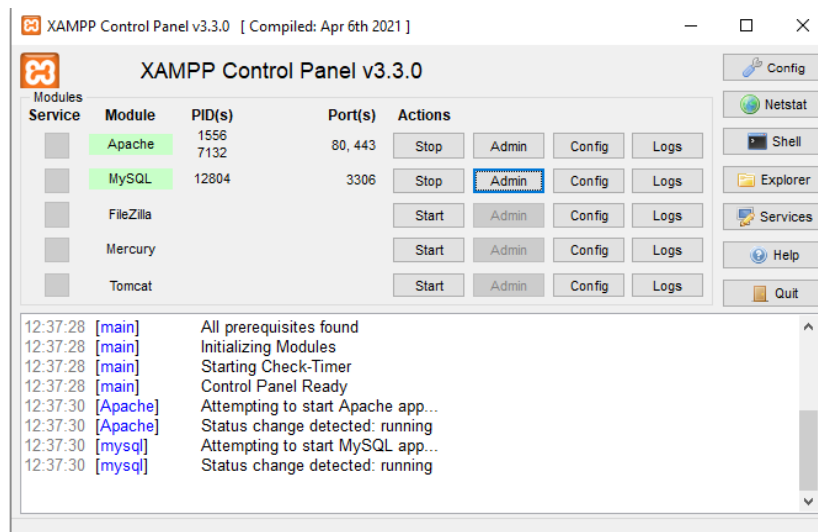 XAMPP Control Panel v3.3.0 [ Compiled: Apr 6th 2021 ]
XAMPP Control Panel v3.3.0
Config
Modules
Service Module PID(s) Port(s) Actions
Netstat
Apache 1556 7132 80, 443 Stop Admin Config Logs
Shell
MySQL 12804 3306 Stop Admin Config Logs
Explorer
FileZilla Start Admin Config Logs
Services
Mercury Start Admin Config Logs
Help
Tomcat Start Admin Config Logs
Quit
12:37:28 [main] All prerequisites found
12:37:28 [main] Initializing Modules
12:37:28 [main] Starting Check-Timer
12:37:28 [main] Control Panel Ready
12:37:30 [Apache] Attempting to start Apache app...
12:37:30 [Apache] Status change detected: running
12:37:30 [mysql] Attempting to start MySQL app...
12:37:30 [mysql] Status change detected: running